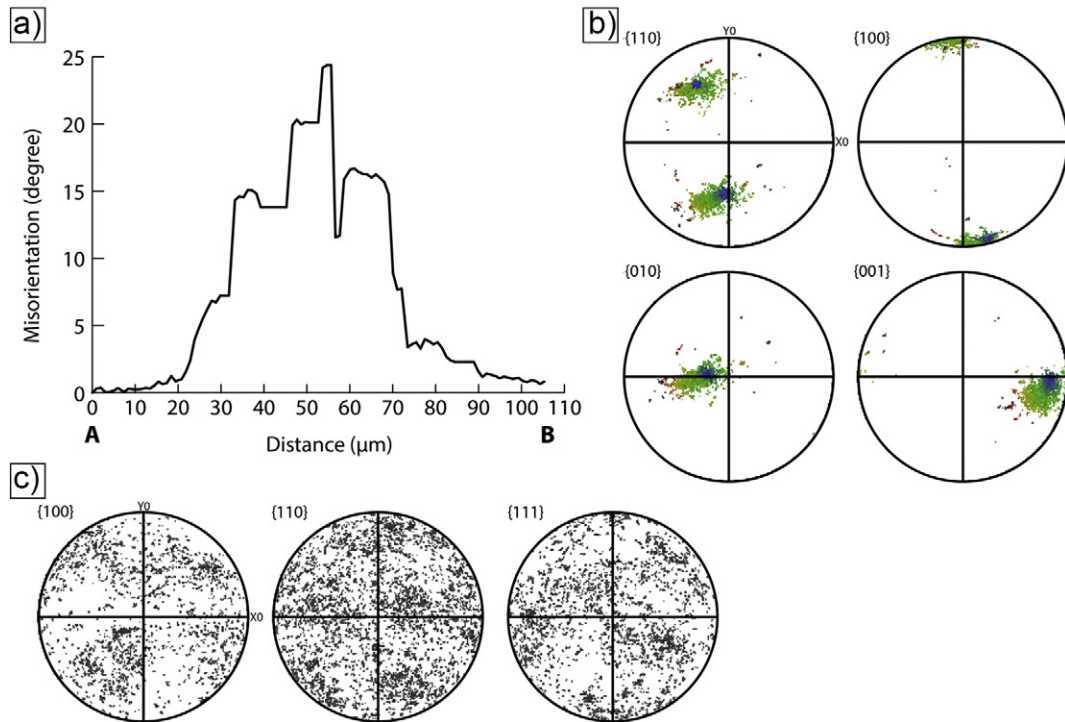 a)
25
20
15
10
5
0
Misorientation (degree)
0 10 20 30 40 50 60 70 80 90 100 110
A B
Distance (μm)
b)
{110} Y0 {100}
X0
{010} {001}
c)
{100} Y0 {110} {111}
X0